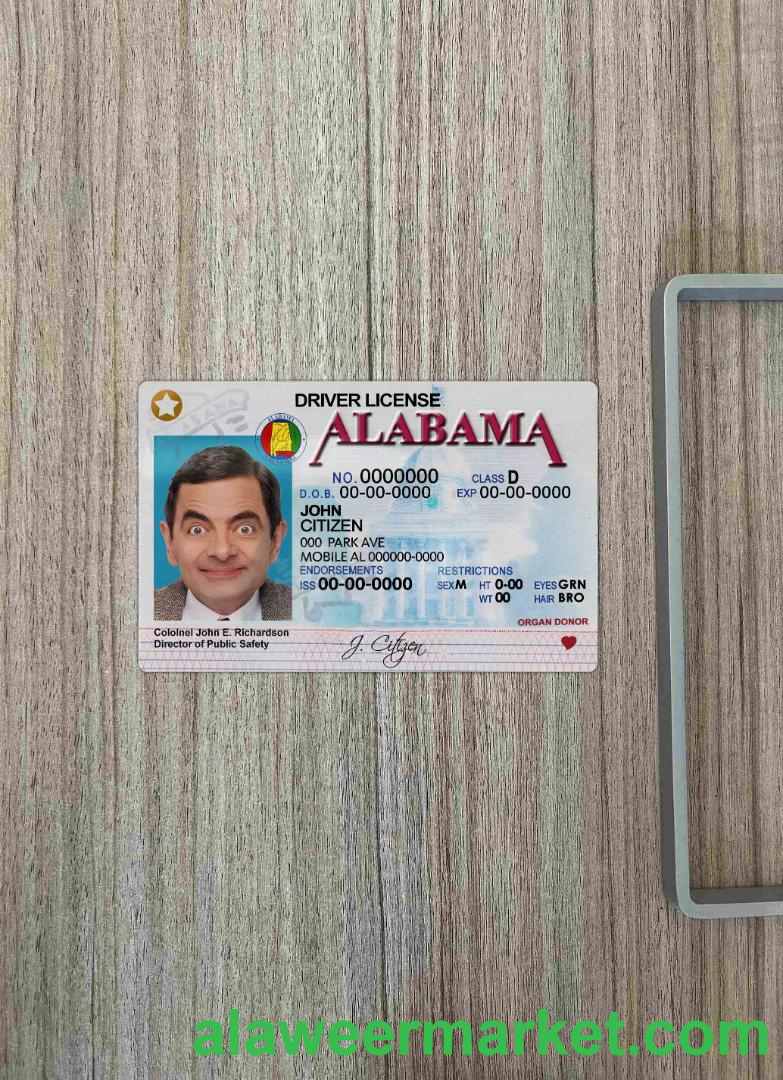 DRIVER LICENSE
ALABAMA
ALABAMA
NO. 0000000 CLASS D
D.O.B. 00-00-0000 EXP 00-00-0000
JOHN
CITIZEN
000 PARK AVE
MOBILE AL 000000-0000
ENDORSEMENTS RESTRICTIONS
ISS 00-00-0000 SEX M HT 0-00 EYES GRN
WT 00 HAIR BRO
ORGAN DONOR
Cololnel John E. Richardson
Director of Public Safety
J. Citizen
alaweermarket.com